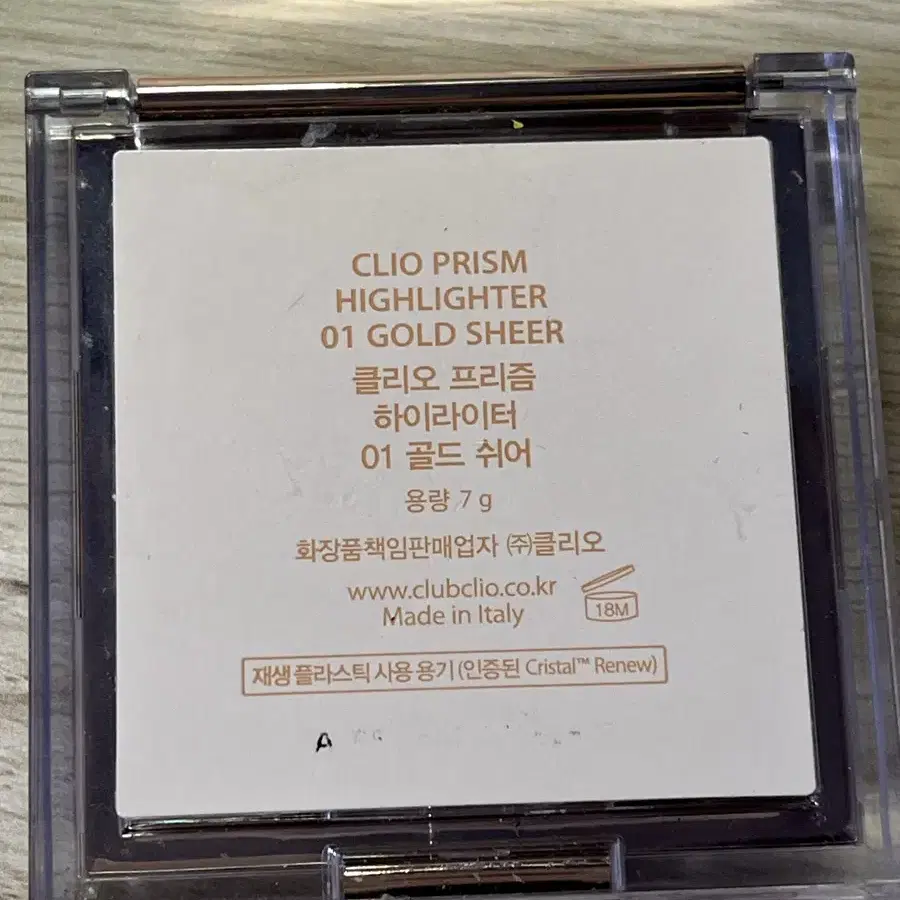 CLIO PRISM
HIGHLIGHTER
01 GOLD SHEER
클리오 프리즘
하이라이터
01 골드 쉬어
용량 7 g
화장품책임판매업자 ㈜클리오
www.clubclio.co.kr
Made in Italy
18M
재생 플라스틱 사용 용기 (인증된 Cristal™ Renew)